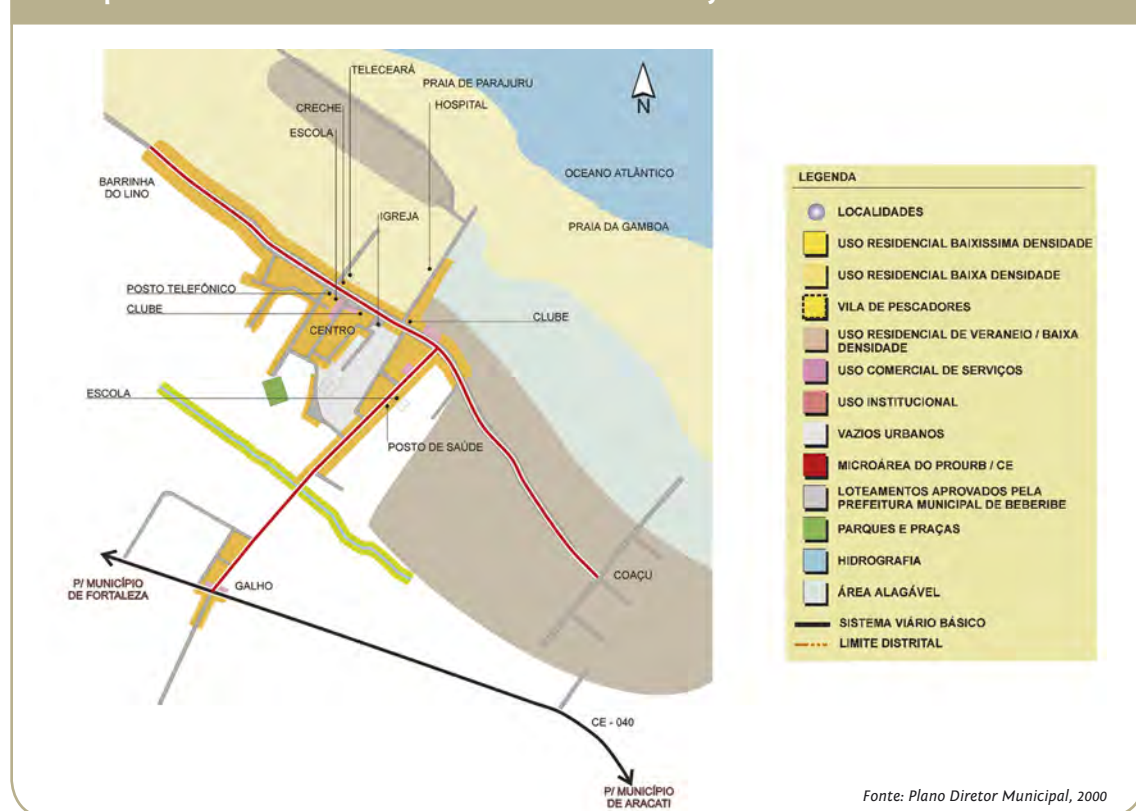 TELECEARÁ
PRAIA DE PARAJURU
CRECHE
HOSPITAL
ESCOLA
N
BARRINHA
DO LINO
OCEANO ATLÂNTICO
IGREJA
PRAIA DA GAMBOA
POSTO TELEFÔNICO
CLUBE
CLUBE
CENTRO
ESCOLA
POSTO DE SAÚDE
P/ MUNICÍPIO
DE FORTALEZA
GALHO
COAÇÚ
CE - 040
P/ MUNICÍPIO
DE ARACATI
LEGENDA
LOCALIDADES
USO RESIDENCIAL BAIXISSIMA DENSIDADE
USO RESIDENCIAL BAIXA DENSIDADE
VILA DE PESCADORES
USO RESIDENCIAL DE VERANEIO / BAIXA
DENSIDADE
USO COMERCIAL DE SERVIÇOS
USO INSTITUCIONAL
VAZIOS URBANOS
MICROÁREA DO PROURB / CE
LOTEAMENTOS APROVADOS PELA
PREFEITURA MUNICIPAL DE BEBERIBE
PARQUES E PRAÇAS
HIDROGRAFIA
ÁREA ALAGÁVEL
SISTEMA VIÁRIO BÁSICO
LIMITE DISTRITAL
Fonte: Plano Diretor Municipal, 2000